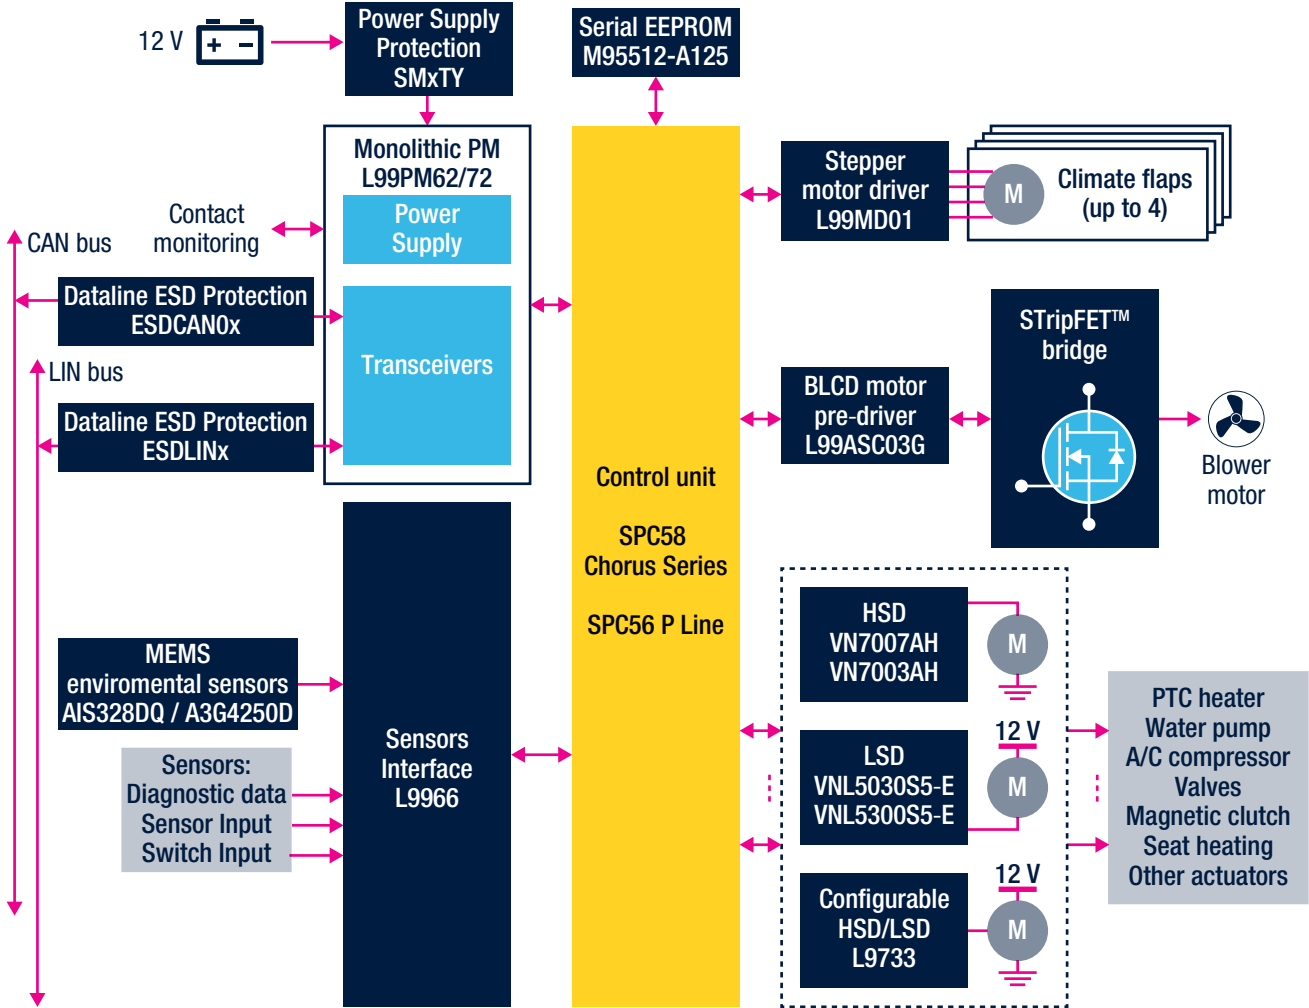 12 V
+ −
Power Supply
Protection
SMxTY
Serial EEPROM
M95512-A125
Monolithic PM
L99PM62/72
Power
Supply
Transceivers
Contact
monitoring
CAN bus
Dataline ESD Protection
ESDCAN0x
LIN bus
Dataline ESD Protection
ESDLINx
MEMS
enviromental sensors
AIS328DQ / A3G4250D
Sensors:
Diagnostic data
Sensor Input
Switch Input
Sensors
Interface
L9966
Control unit
SPC58
Chorus Series
SPC56 P Line
Stepper
motor driver
L99MD01
M
Climate flaps
(up to 4)
BLCD motor
pre-driver
L99ASC03G
STripFET™
bridge
Blower
motor
HSD
VN7007AH
VN7003AH
M
LSD
VNL5030S5-E
VNL5300S5-E
12 V
M
Configurable
HSD/LSD
L9733
12 V
M
PTC heater
Water pump
A/C compressor
Valves
Magnetic clutch
Seat heating
Other actuators